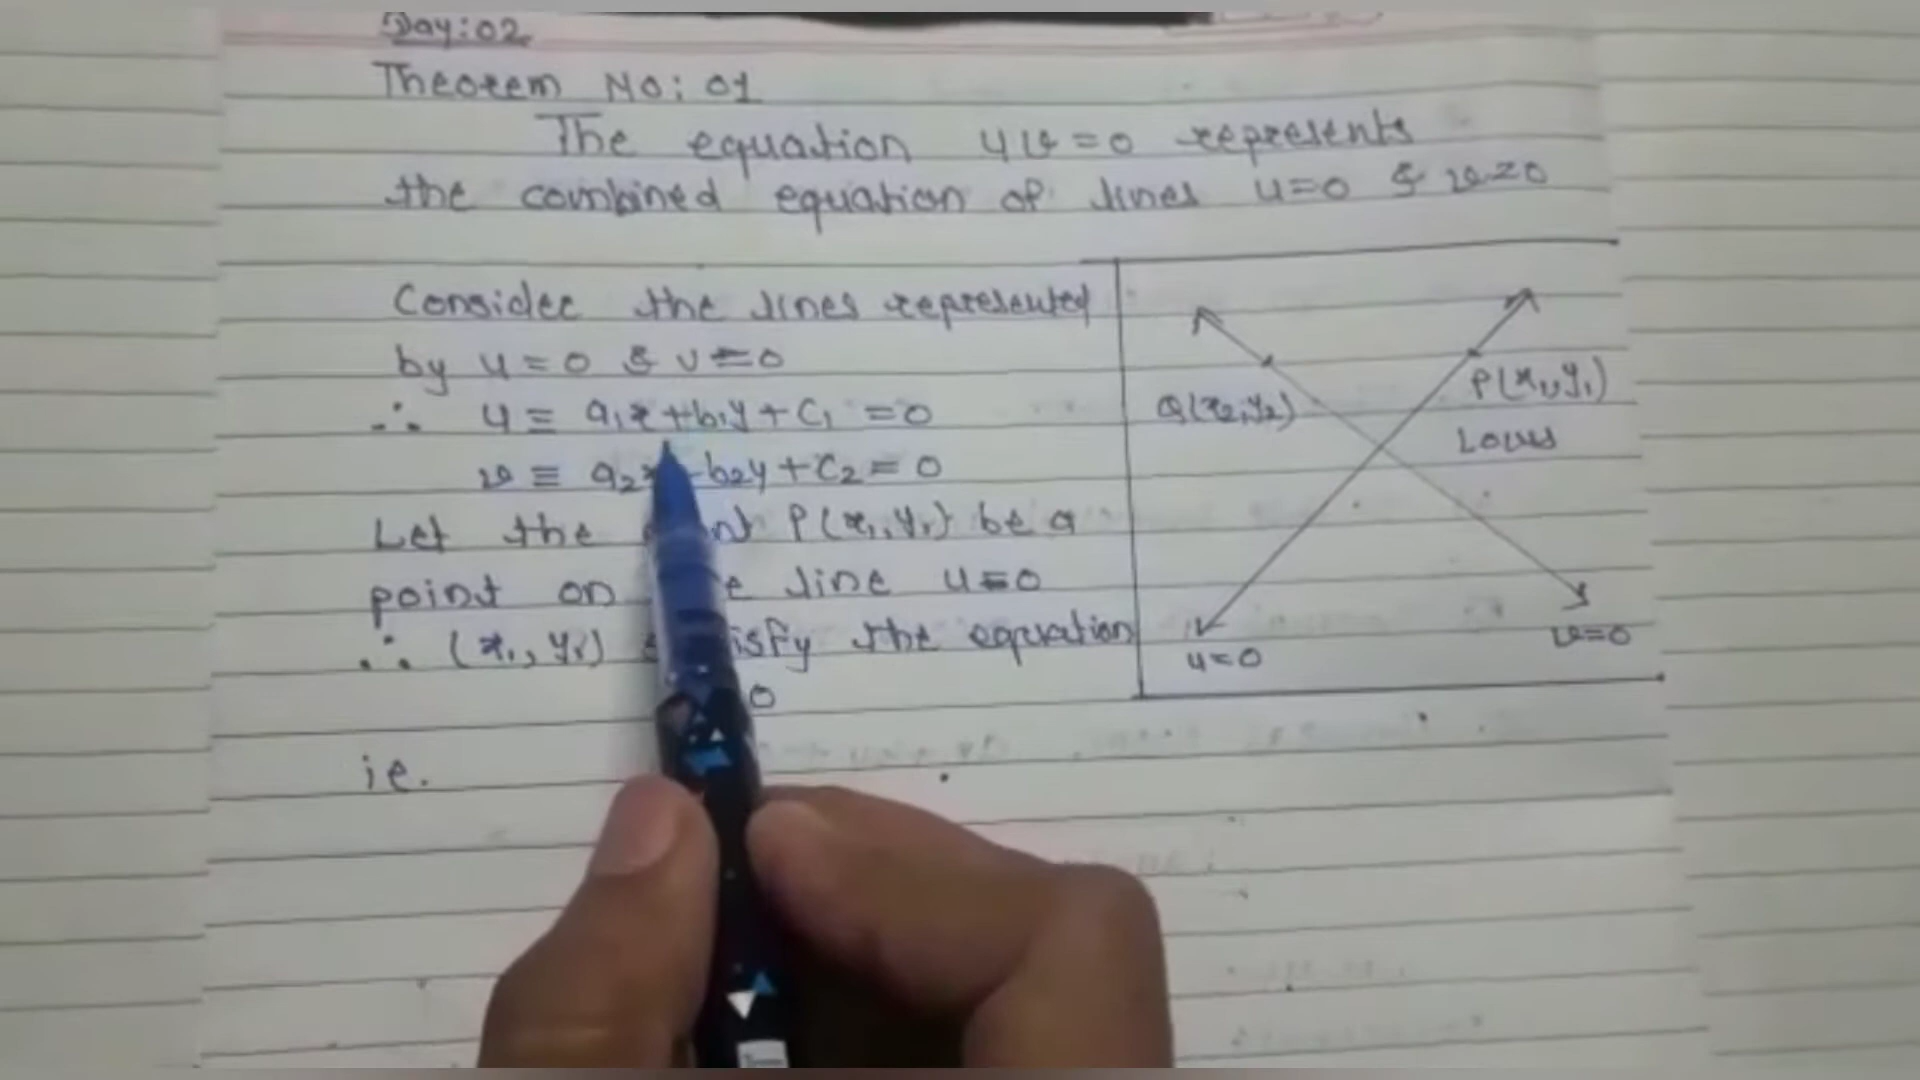 Day:02
Theorem No: 01
The equation uv=0 represents
the combined equation of lines u=0 & v=0
Consider the lines represented
by u=0 & v=0
∴ u ≡ a₁x+b₁y+c₁ =0
v ≡ a₂x+b₂y+c₂=0
Let the P(x₁,y₁) be a
point on line u=0
∴ (x₁, y₁) the equation
0
ie.
Q(x₂,y₂)
P(x₁,y₁)
Locus
u=0
v=0